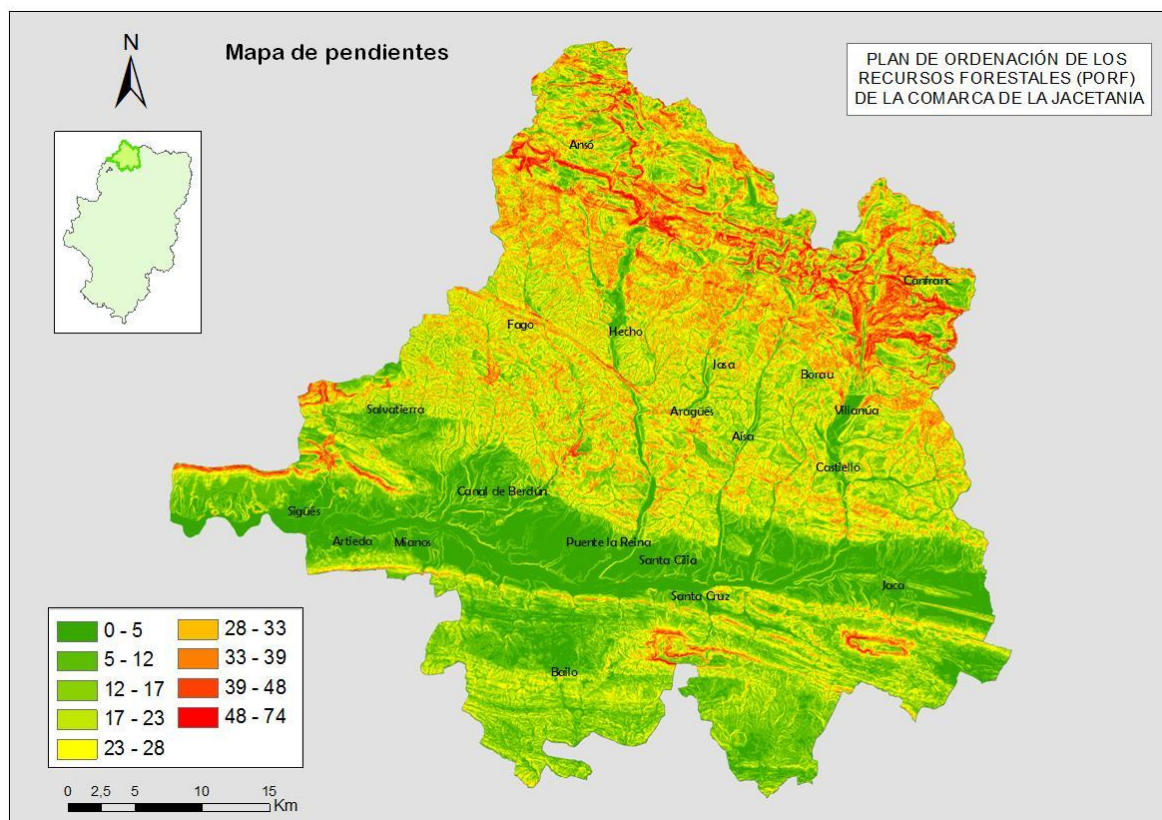 N
Mapa de pendientes
PLAN DE ORDENACIÓN DE LOS
RECURSOS FORESTALES (PORF)
DE LA COMARCA DE LA JACETANIA
Ansó
Canfranc
Fago
Hecho
Jasa
Borau
Salvatierra
Aragüés
Villanúa
Aisa
Castiello
Canal de Berdún
Sigüés
Artieda
Mianos
Puente la Reina
Santa Cilia
Jaca
Santa Cruz
Bailo
0 - 5
5 - 12
12 - 17
17 - 23
23 - 28
28 - 33
33 - 39
39 - 48
48 - 74
0 2,5 5 10 15
Km